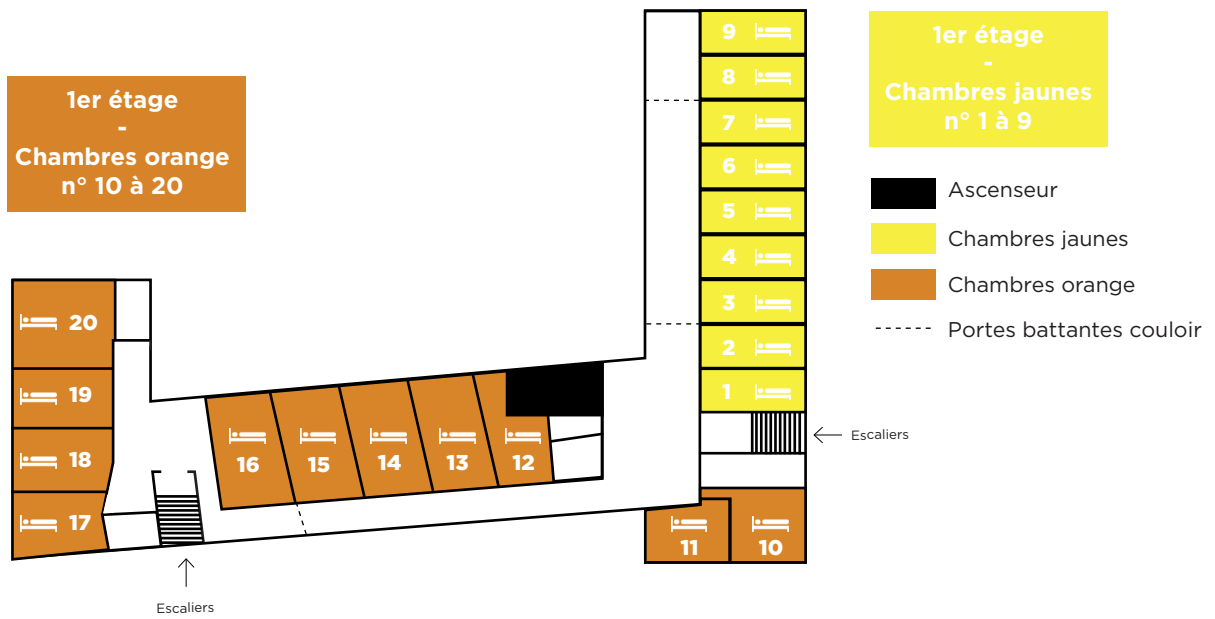 1er étage
-
Chambres orange
n° 10 à 20
1er étage
-
Chambres jaunes
n° 1 à 9
Ascenseur
Chambres jaunes
Chambres orange
Portes battantes couloir
9
8
7
6
5
4
3
2
1
Escaliers
20
19
18
17
16
15
14
13
12
11
10
Escaliers